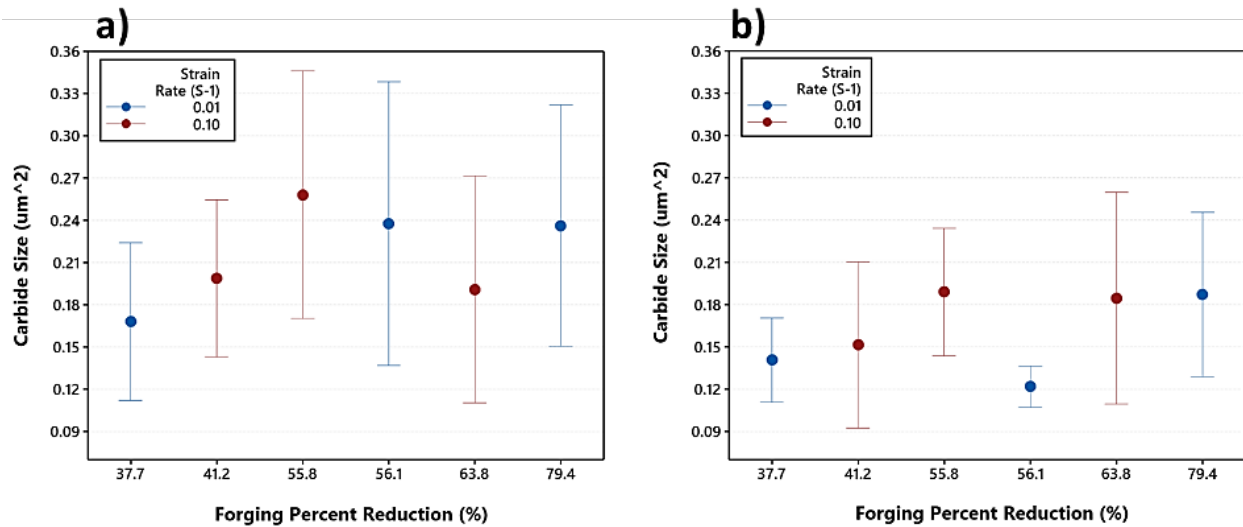 a)
Strain
Rate (S-1)
0.01
0.10
Carbide Size (um^2)
0.36
0.33
0.30
0.27
0.24
0.21
0.18
0.15
0.12
0.09
37.7 41.2 55.8 56.1 63.8 79.4
Forging Percent Reduction (%)
b)
Strain
Rate (S-1)
0.01
0.10
Carbide Size (um^2)
0.36
0.33
0.30
0.27
0.24
0.21
0.18
0.15
0.12
0.09
37.7 41.2 55.8 56.1 63.8 79.4
Forging Percent Reduction (%)